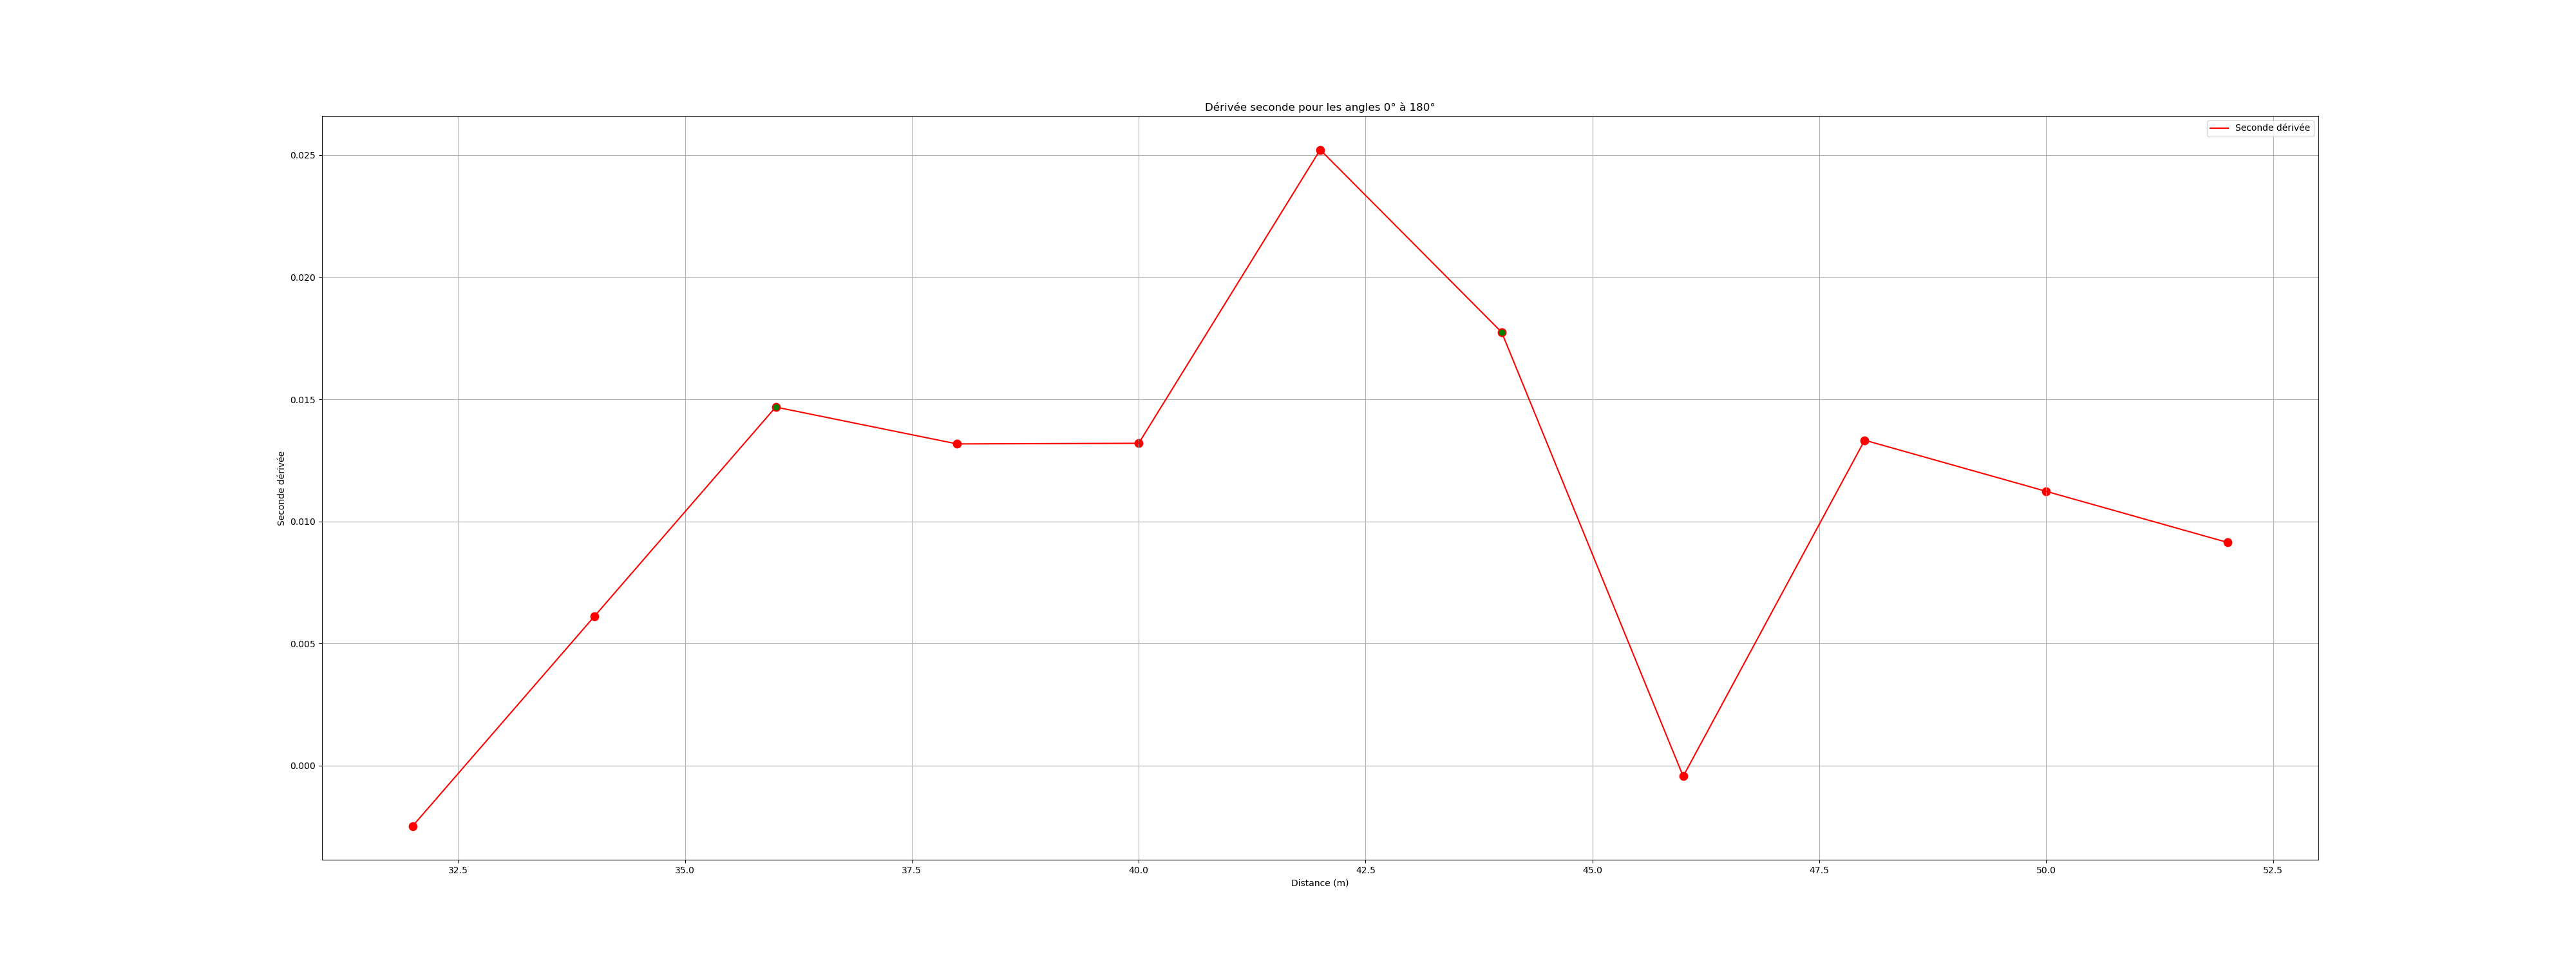 Dérivée seconde pour les angles 0° à 180°
Seconde dérivée
0.025
0.020
0.015
0.010
0.005
0.000
Seconde dérivée
32.5 35.0 37.5 40.0 42.5 45.0 47.5 50.0 52.5
Distance (m)